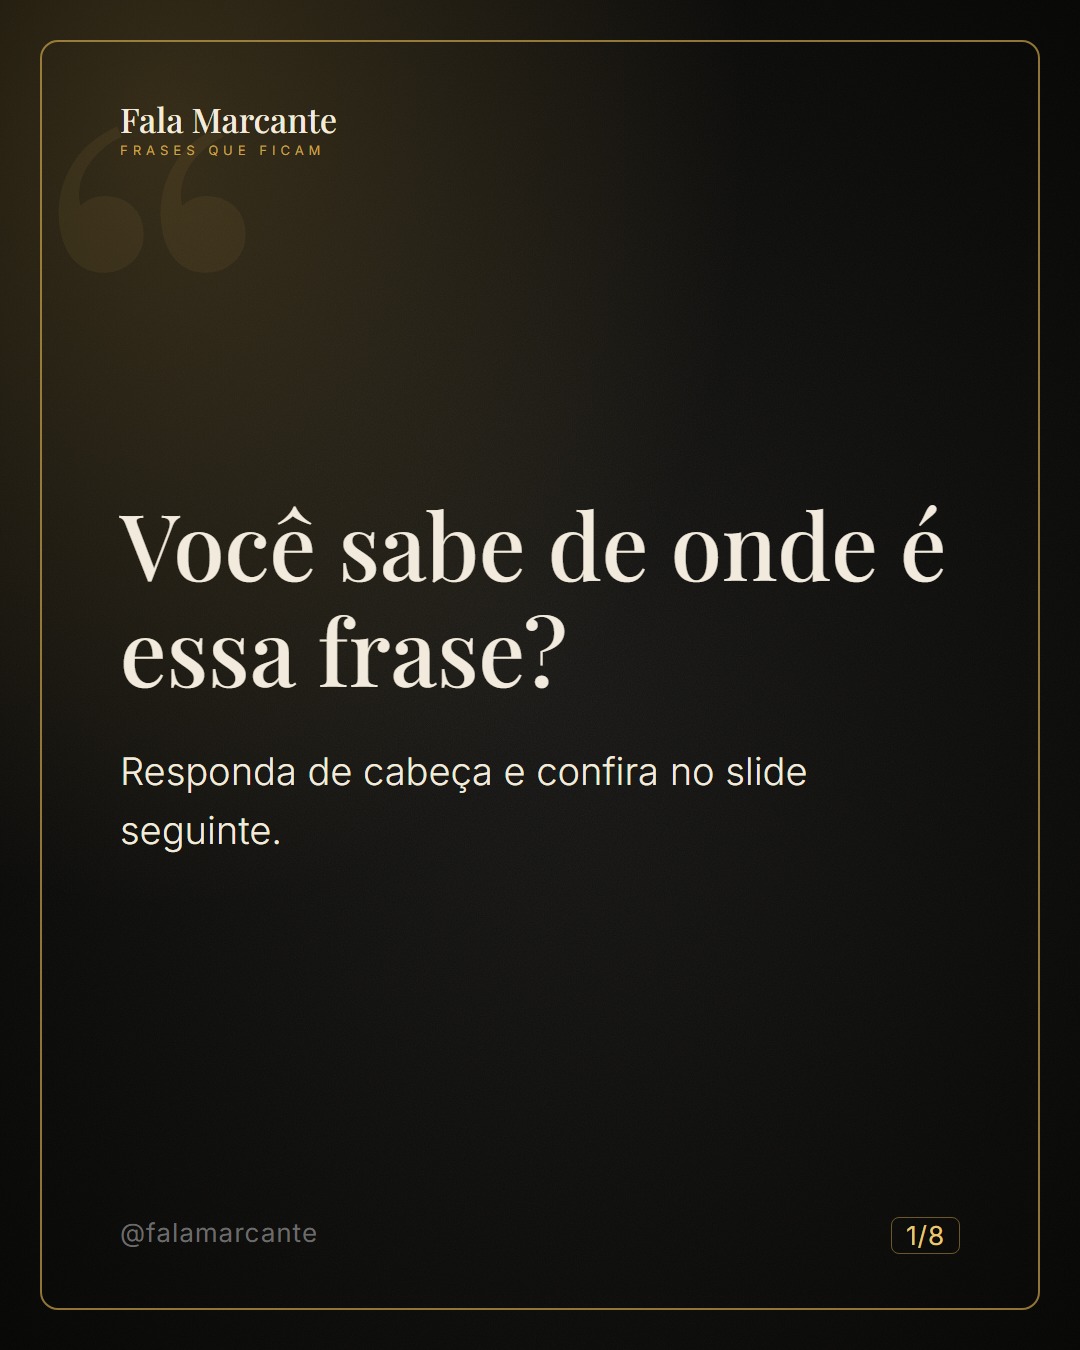 Fala Marcante
FRASES QUE FICAM
Você sabe de onde é
essa frase?
Responda de cabeça e confira no slide
seguinte.
@falamarcante
1/8